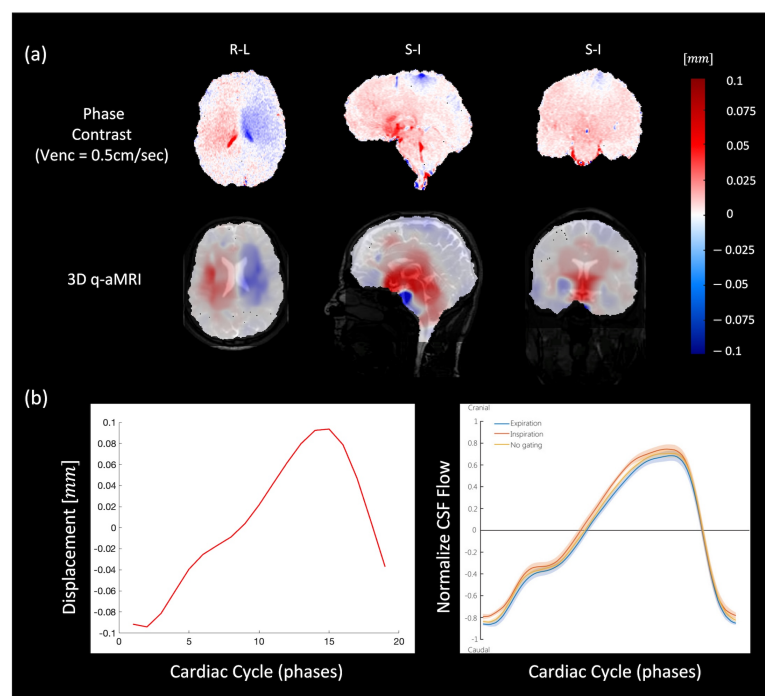 (a)
R-L
S-I
S-I
[mm]
Phase
Contrast
(Venc = 0.5cm/sec)
3D q-aMRI
0.1
0.075
0.05
0.025
0
− 0.025
− 0.05
− 0.075
− 0.1
(b)
Displacement [mm]
0.1
0.08
0.06
0.04
0.02
0
-0.02
-0.04
-0.06
-0.08
-0.1
0
5
10
15
20
Cardiac Cycle (phases)
Cranial
Normalize CSF Flow
1
0.8
0.6
0.4
0.2
0
-0.2
-0.4
-0.6
-0.8
-1
Expiration
Inspiration
No gating
Caudal
Cardiac Cycle (phases)